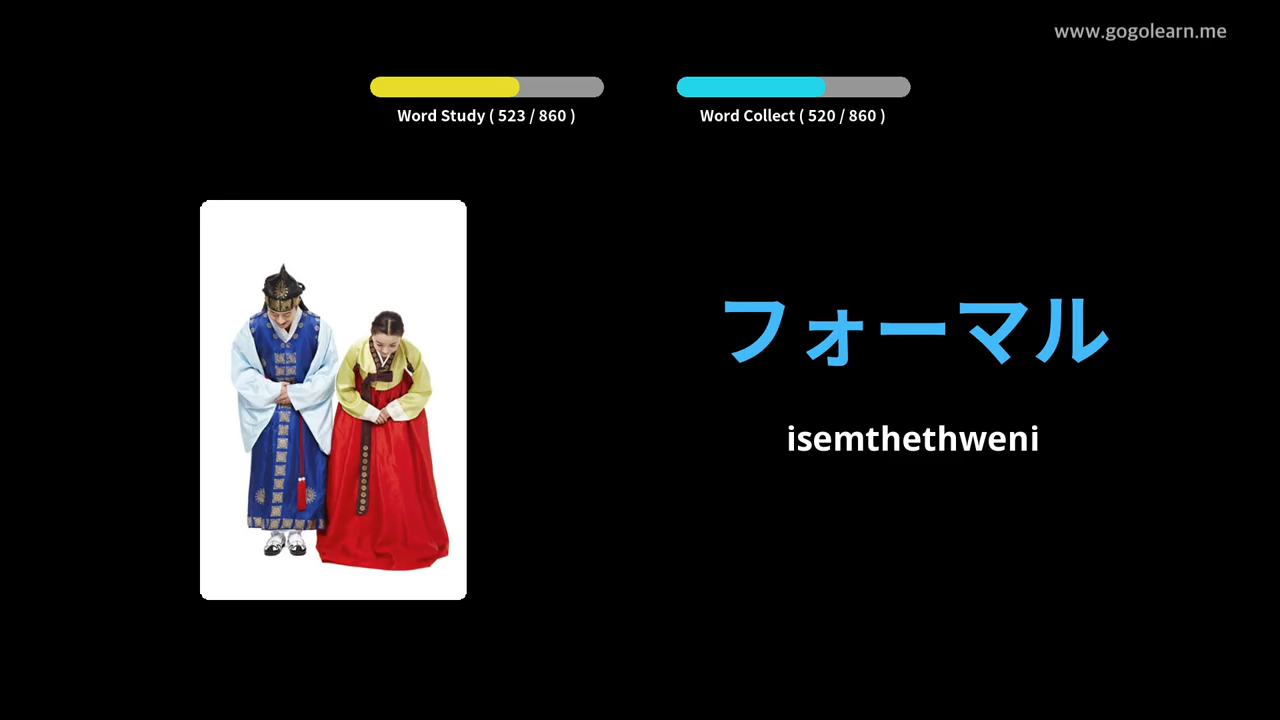 www.gogolearn.me
Word Study ( 523 / 860 )
Word Collect ( 520 / 860 )
フォーマル
isemthethweni